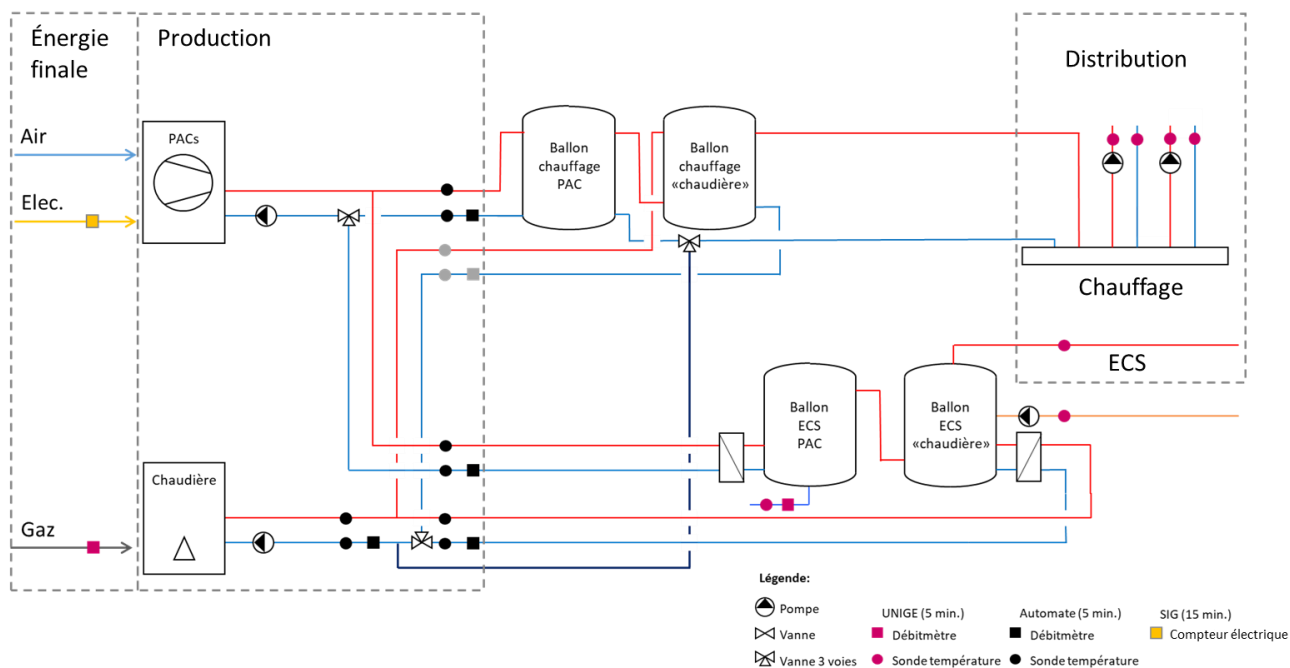 Énergie
finale
Production
Distribution
Air
PACs
Ballon
chauffage
PAC
Ballon
chauffage
«chaudière»
Elec.
Chauffage
ECS
Ballon
ECS
PAC
Ballon
ECS
«chaudière»
Chaudière
Gaz
Légende:
Pompe
Vanne
Vanne 3 voies
UNIGE (5 min.)
Débitmètre
Sonde température
Automate (5 min.)
Débitmètre
Sonde température
SIG (15 min.)
Compteur électrique